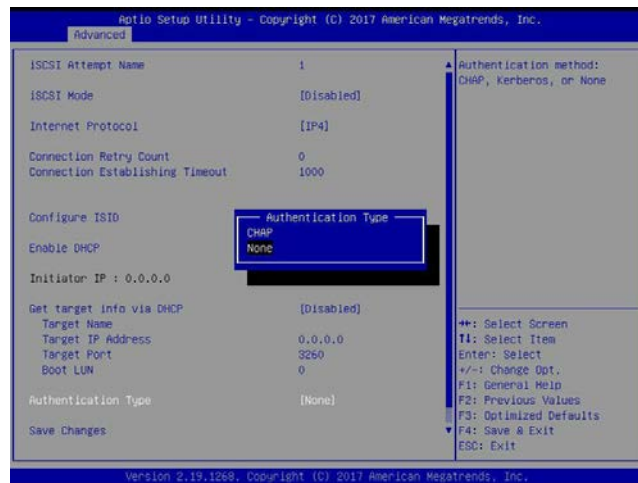 Aptio Setup Utility - Copyright (C) 2017 American Megatrends, Inc.
Advanced
iSCSI Attempt Name 1
iSCSI Mode [Disabled]
Internet Protocol [IP4]
Connection Retry Count 0
Connection Establishing Timeout 1000
Configure ISID
Enable DHCP
Initiator IP : 0.0.0.0
Get target info via DHCP [Disabled]
Target Name
Target IP Address 0.0.0.0
Target Port 3260
Boot LUN 0
Authentication Type [None]
Save Changes
Authentication Type
CHAP
None
Authentication method:
CHAP, Kerberos, or None
→←: Select Screen
↑↓: Select Item
Enter: Select
+/-: Change Opt.
F1: General Help
F2: Previous Values
F3: Optimized Defaults
F4: Save & Exit
ESC: Exit
Version 2.19.1268. Copyright (C) 2017 American Megatrends, Inc.